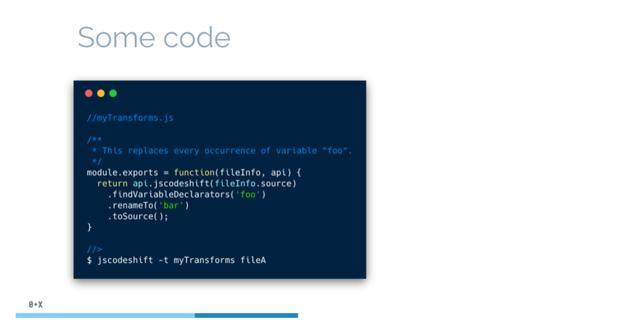 Some code
//myTransforms.js
/**
 * This replaces every occurrence of variable "foo".
 */
module.exports = function(fileInfo, api) {
  return api.jscodeshift(fileInfo.source)
    .findVariableDeclarators('foo')
    .renameTo('bar')
    .toSource();
}
//>
$ jscodeshift -t myTransforms fileA
0+X